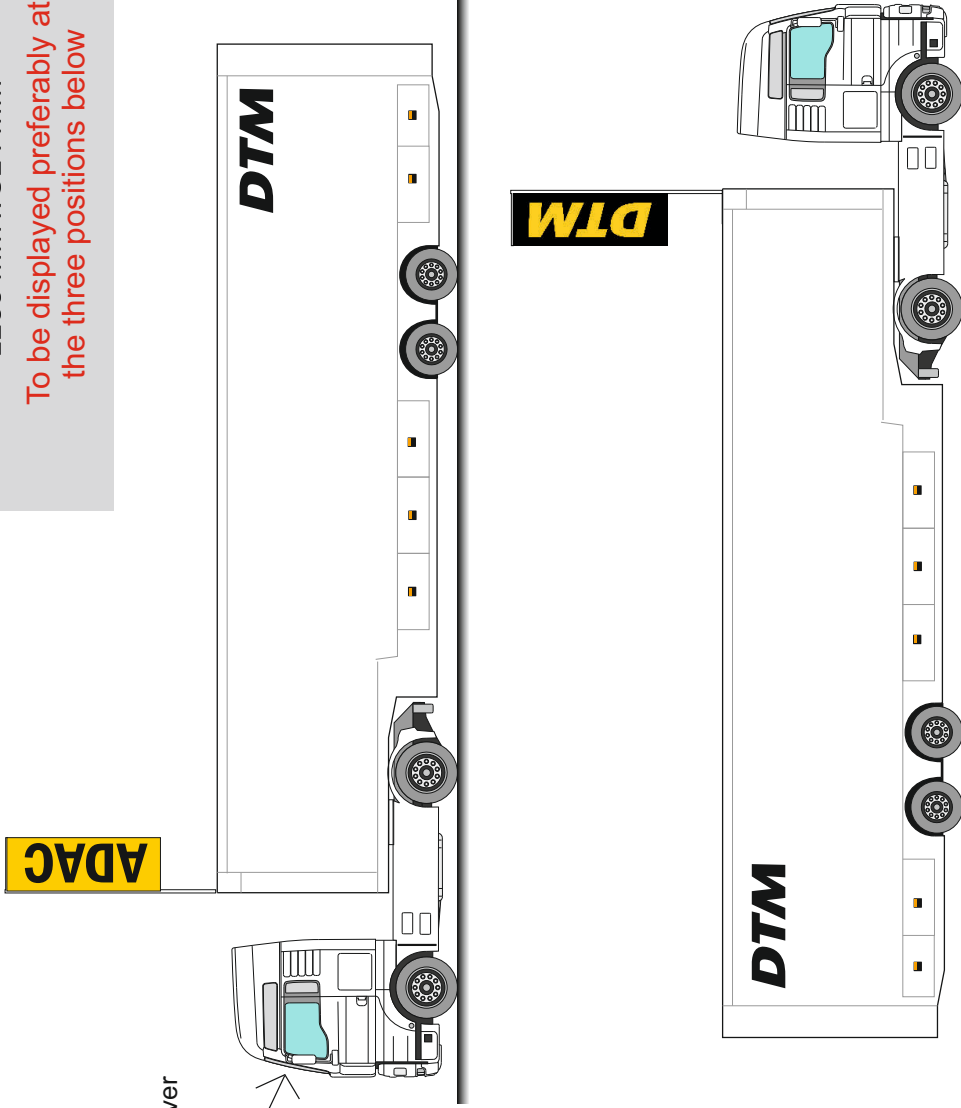 To be displayed preferably at
the three positions below
DTM
ADAC
DTM
DTM